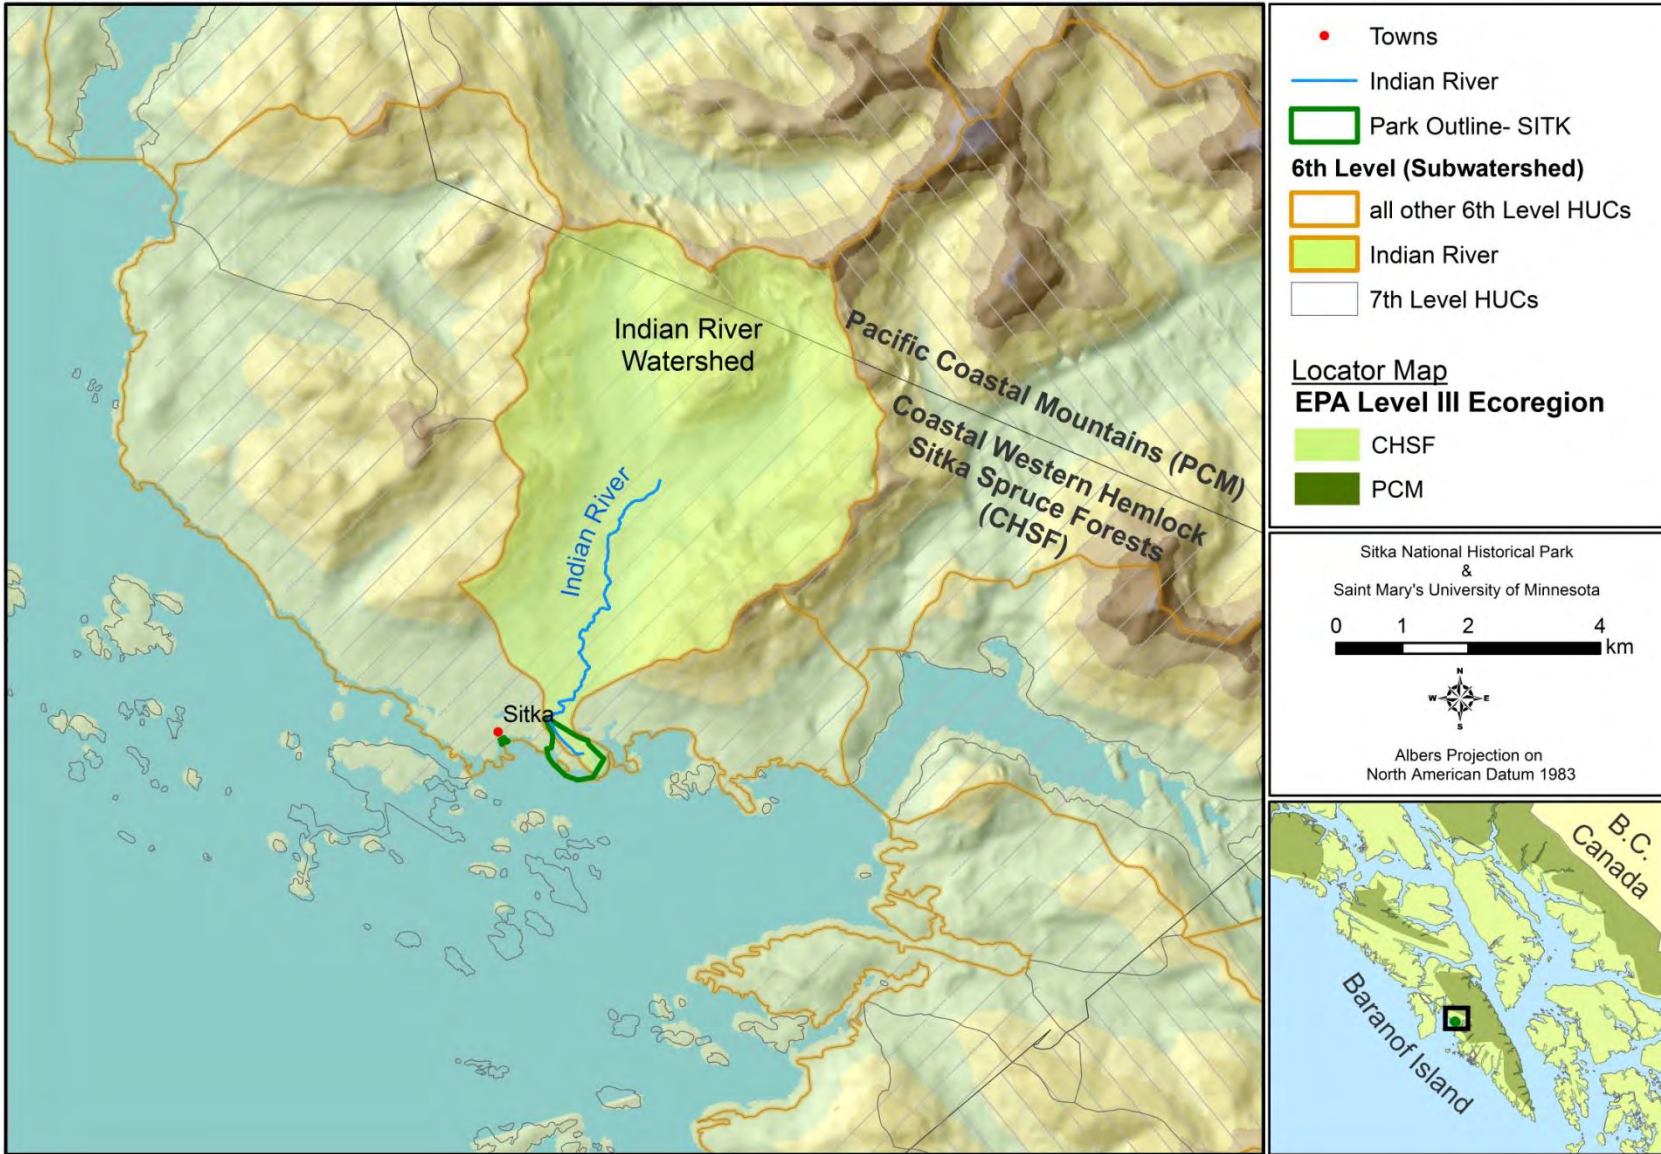 Indian River
Watershed
Pacific Coastal Mountains (PCM)
Coastal Western Hemlock
Sitka Spruce Forests
(CHSF)
Indian River
Sitka
Towns
Indian River
Park Outline- SITK
6th Level (Subwatershed)
all other 6th Level HUCs
Indian River
7th Level HUCs
Locator Map
EPA Level III Ecoregion
CHSF
PCM
Sitka National Historical Park
&
Saint Mary's University of Minnesota
0 1 2 4
km
N
W E
S
Albers Projection on
North American Datum 1983
B.C.
Canada
Baranof Island